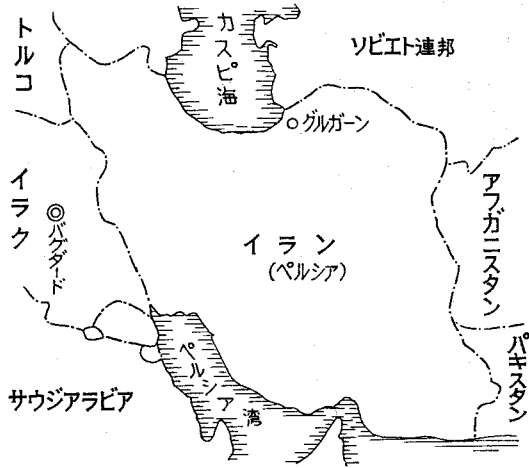 トルコ
カスピ海
ソビエト連邦
グルガーン
イラク
バグダード
イラン
(ペルシア)
アフガニスタン
パキスタン
ペルシア湾
サウジアラビア